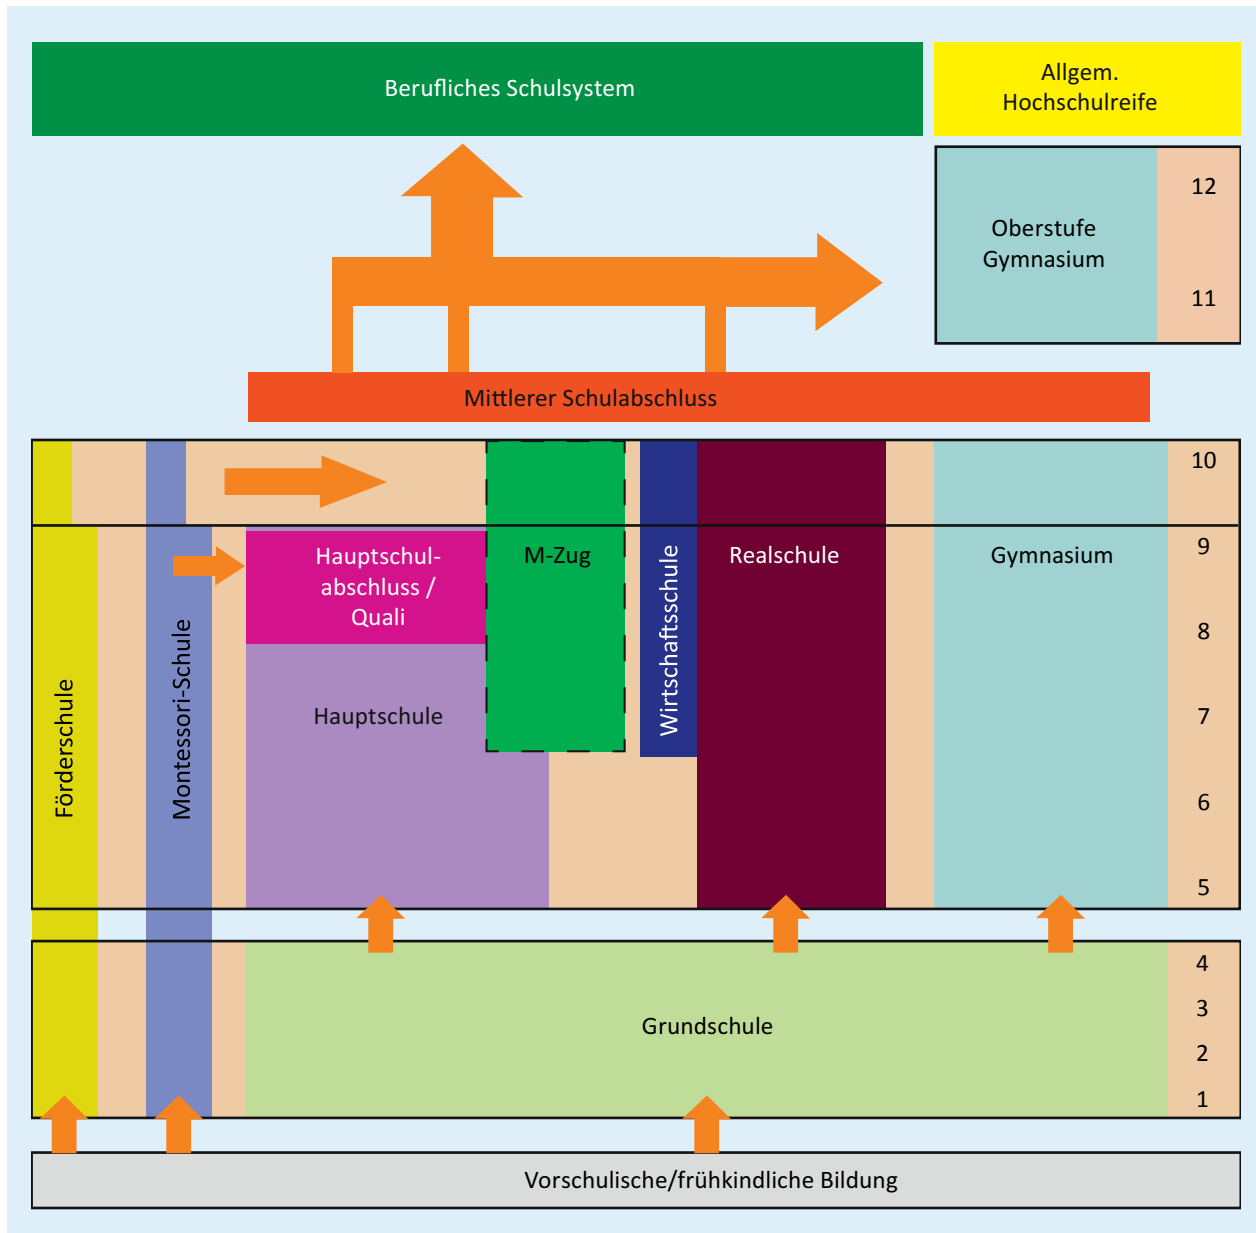 Berufliches Schulsystem
Allgem.
Hochschulreife
12
Oberstufe
Gymnasium
11
Mittlerer Schulabschluss
10
Hauptschul-
abschluss /
Quali
M-Zug
Wirtschaftsschule
Realschule
Gymnasium
9
8
Förderschule
Montessori-Schule
Hauptschule
7
6
5
4
3
Grundschule
2
1
Vorschulische/frühkindliche Bildung